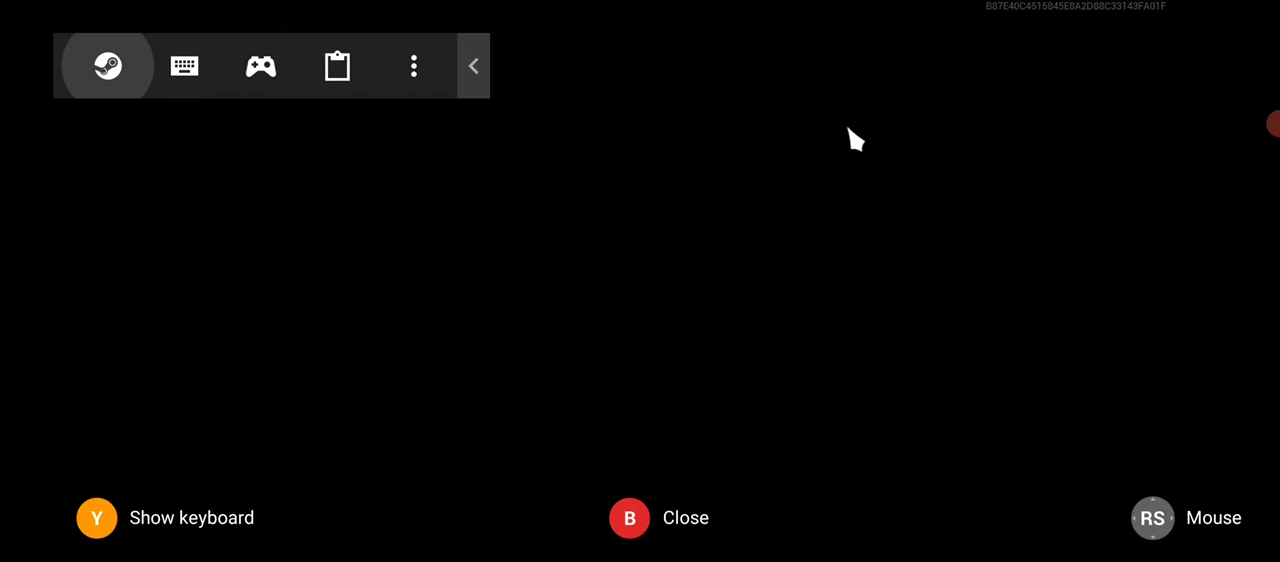 B87E40C4515845E8A2D88C33143FA01F
Y Show keyboard
B Close
RS Mouse